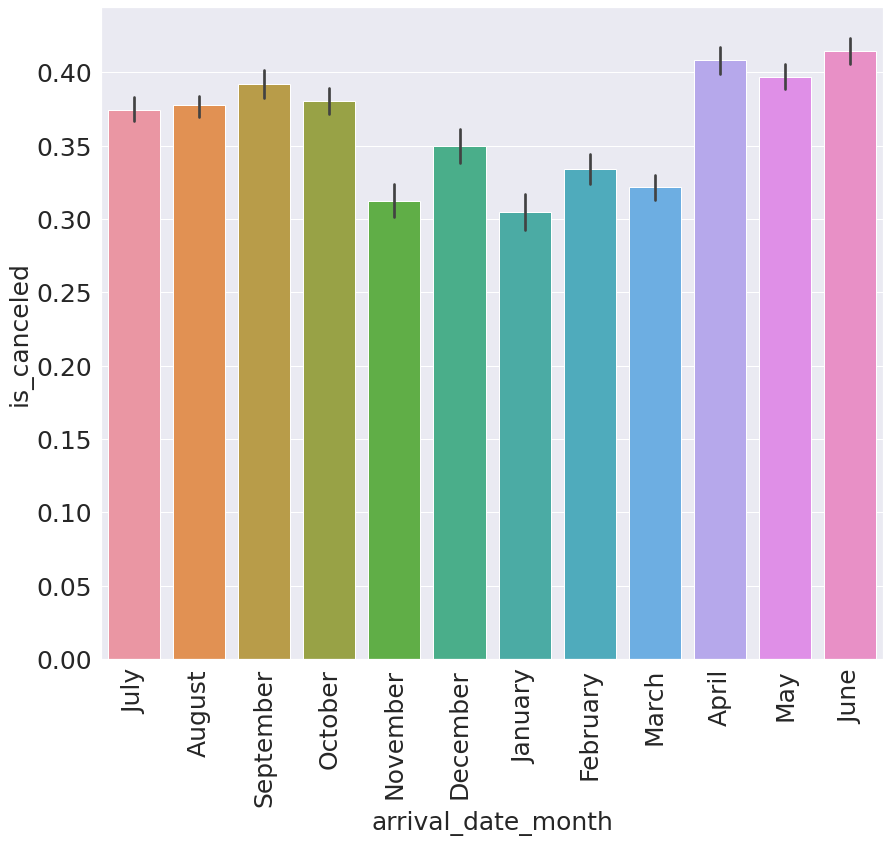 0.40
0.35
0.30
0.25
0.20
0.15
0.10
0.05
0.00
is_canceled
July
August
September
October
November
December
January
February
March
April
May
June
arrival_date_month